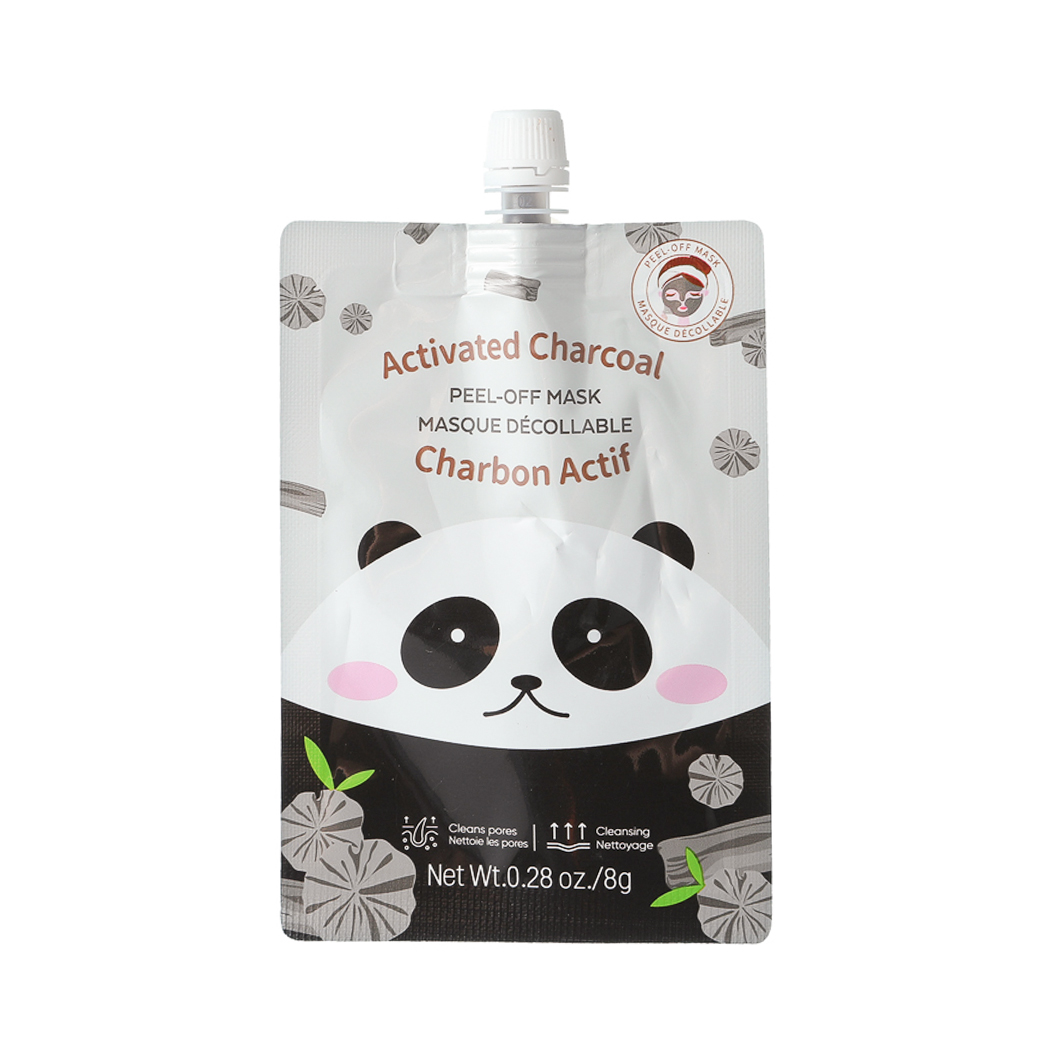 PEEL-OFF MASK
MASQUE DÉCOLLABLE
Activated Charcoal
PEEL-OFF MASK
MASQUE DÉCOLLABLE
Charbon Actif
Cleans pores
Nettoie les pores
Cleansing
Nettoyage
Net Wt.0.28 oz./8g